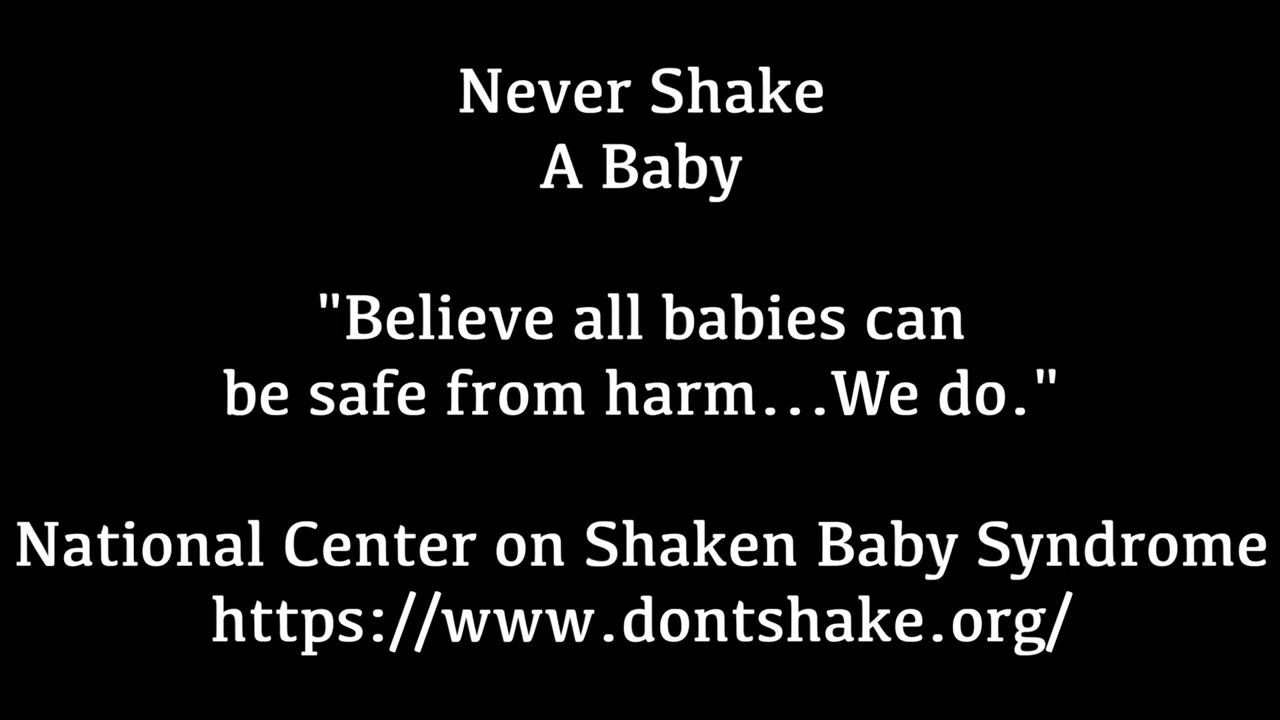 Never Shake
A Baby
"Believe all babies can
be safe from harm...We do."
National Center on Shaken Baby Syndrome
https://www.dontshake.org/